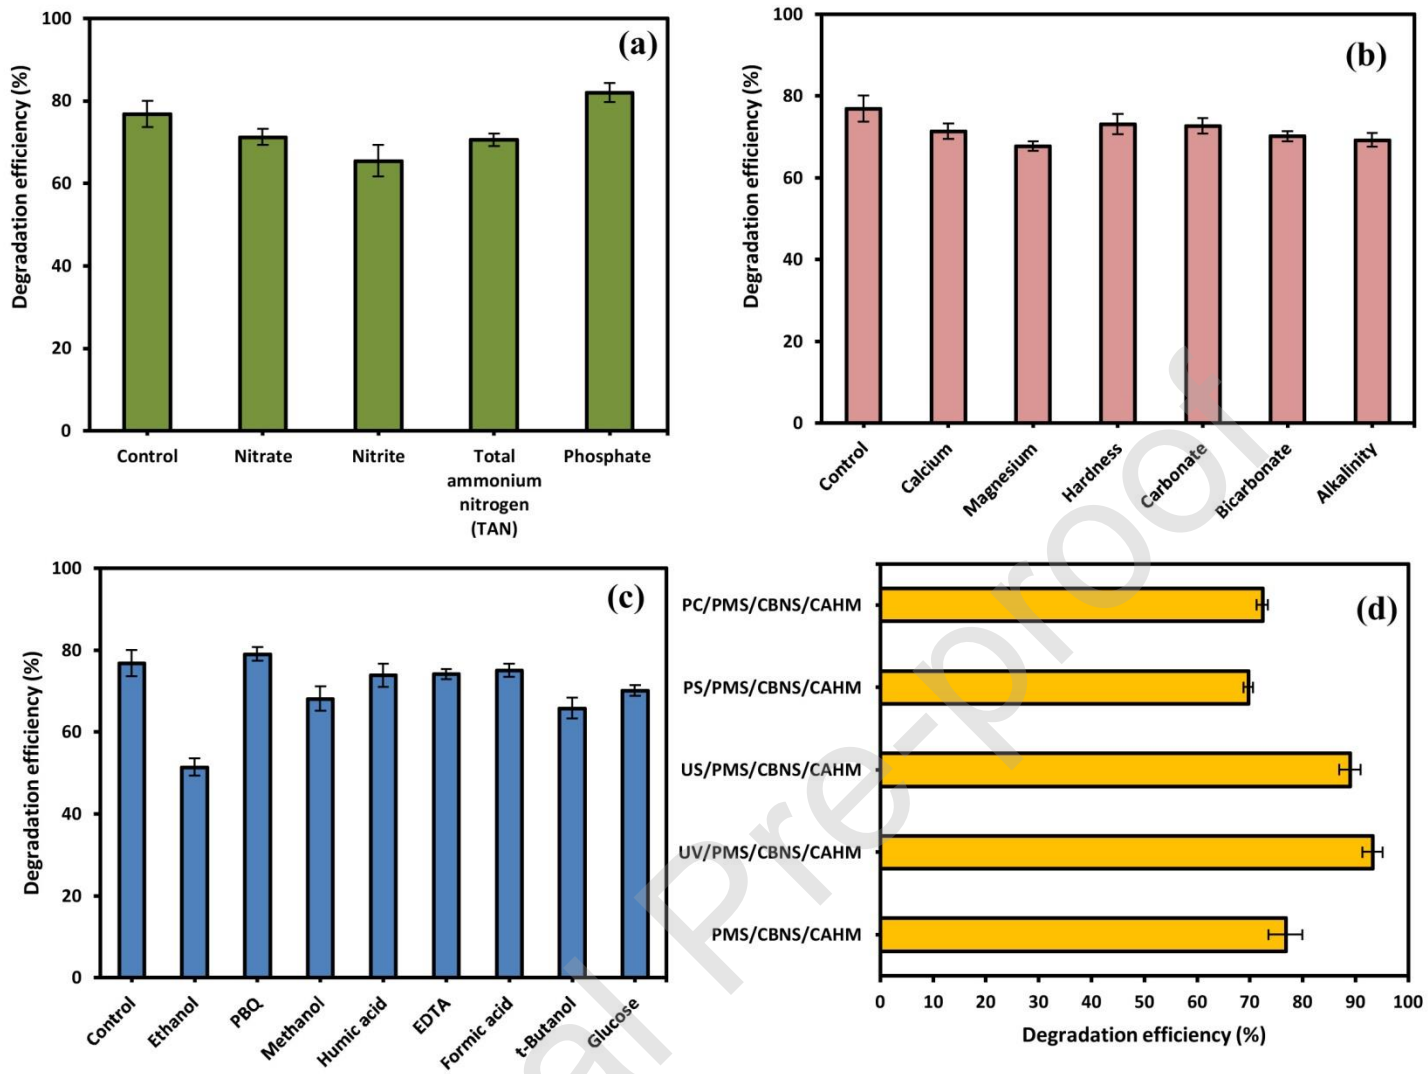 (a)
Degradation efficiency (%)
100
80
60
40
20
0
Control
Nitrate
Nitrite
Total
ammonium
nitrogen
(TAN)
Phosphate
(b)
Degradation efficiency (%)
100
80
60
40
20
0
Control
Calcium
Magnesium
Hardness
Carbonate
Bicarbonate
Alkalinity
(c)
Degradation efficiency (%)
100
80
60
40
20
0
Control
Ethanol
PBQ
Methanol
Humic acid
EDTA
Formic acid
t-Butanol
Glucose
(d)
PC/PMS/CBNS/CAHM
PS/PMS/CBNS/CAHM
US/PMS/CBNS/CAHM
UV/PMS/CBNS/CAHM
PMS/CBNS/CAHM
0 10 20 30 40 50 60 70 80 90 100
Degradation efficiency (%)
al Pre-proof